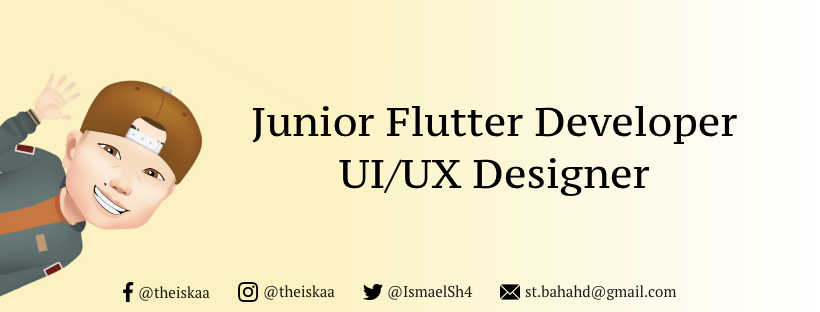 Junior Flutter Developer
UI/UX Designer
@theiskaa @theiskaa @IsmaelSh4 st.bahahd@gmail.com